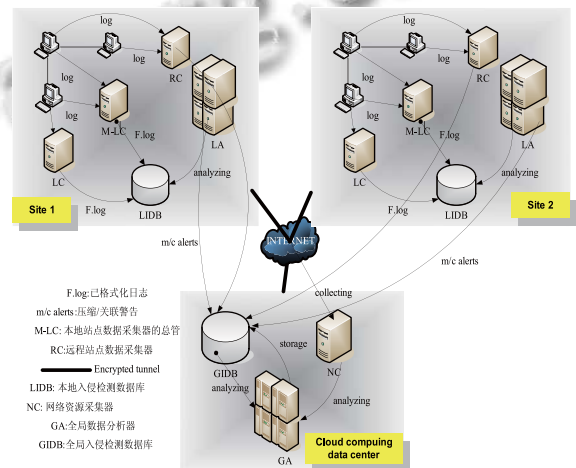 log
log
log
log
log
RC
M-LC
F.log
LA
LC
analyzing
LIDB
F.log
Site 1
log
log
log
log
log
RC
M-LC
F.log
LA
LC
analyzing
LIDB
F.log
Site 2
INTERNET
m/c alerts
m/c alerts
collecting
storage
GIDB
NC
analyzing
analyzing
GA
Cloud compuing
data center
F.log:已格式化日志
m/c alerts:压缩/关联警告
M-LC: 本地站点数据采集器的总管
RC:远程站点数据采集器
Encrypted tunnel
LIDB: 本地入侵检测数据库
NC: 网络资源采集器
GA:全局数据分析器
GIDB:全局入侵检测数据库